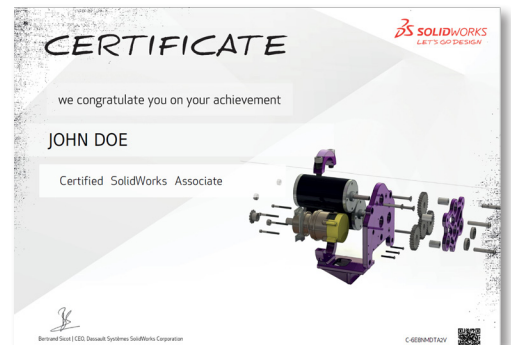 CERTIFICATE
SOLIDWORKS
LET'S GO DESIGN
we congratulate you on your achievement
JOHN DOE
Certified SolidWorks Associate
Bertrand Sicot | CEO, Dassault Systèmes SolidWorks Corporation
C-6E8NMDTA2V